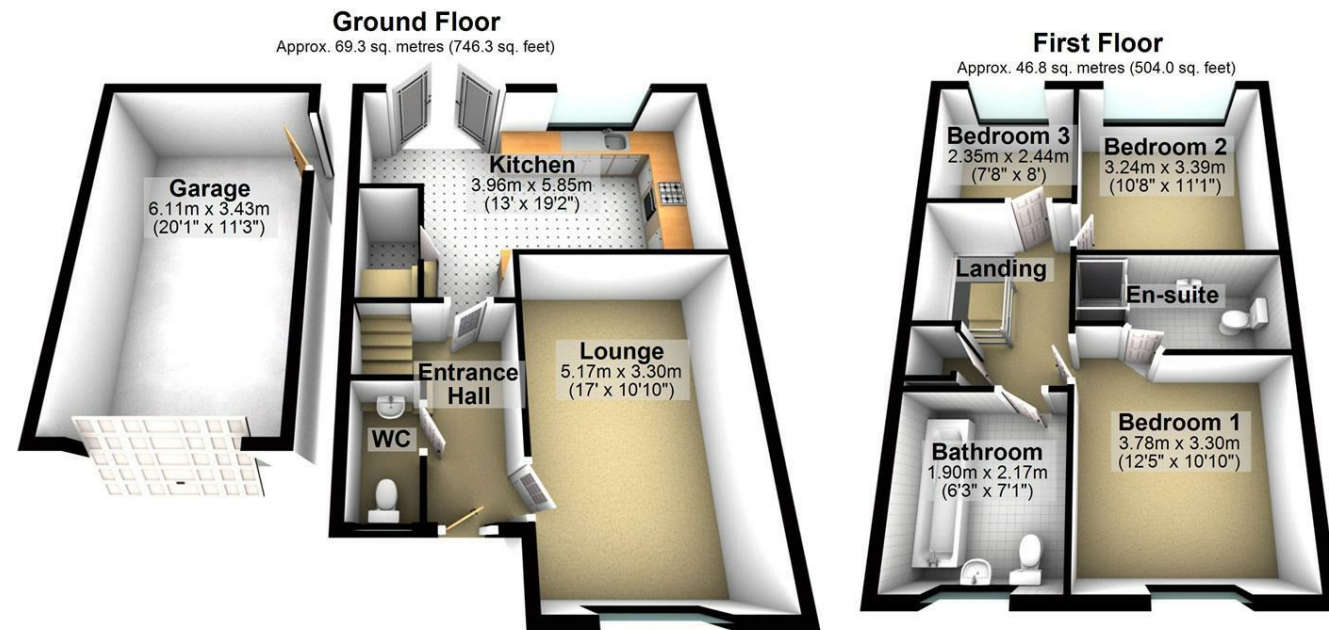 Ground Floor
Approx. 69.3 sq. metres (746.3 sq. feet)
Garage
6.11m x 3.43m
(20'1" x 11'3")
Kitchen
3.96m x 5.85m
(13' x 19'2")
Lounge
5.17m x 3.30m
(17' x 10'10")
Entrance
Hall
WC
First Floor
Approx. 46.8 sq. metres (504.0 sq. feet)
Bedroom 3
2.35m x 2.44m
(7'8" x 8')
Bedroom 2
3.24m x 3.39m
(10'8" x 11'1")
Landing
En-suite
Bathroom
1.90m x 2.17m
(6'3" x 7'1")
Bedroom 1
3.78m x 3.30m
(12'5" x 10'10")